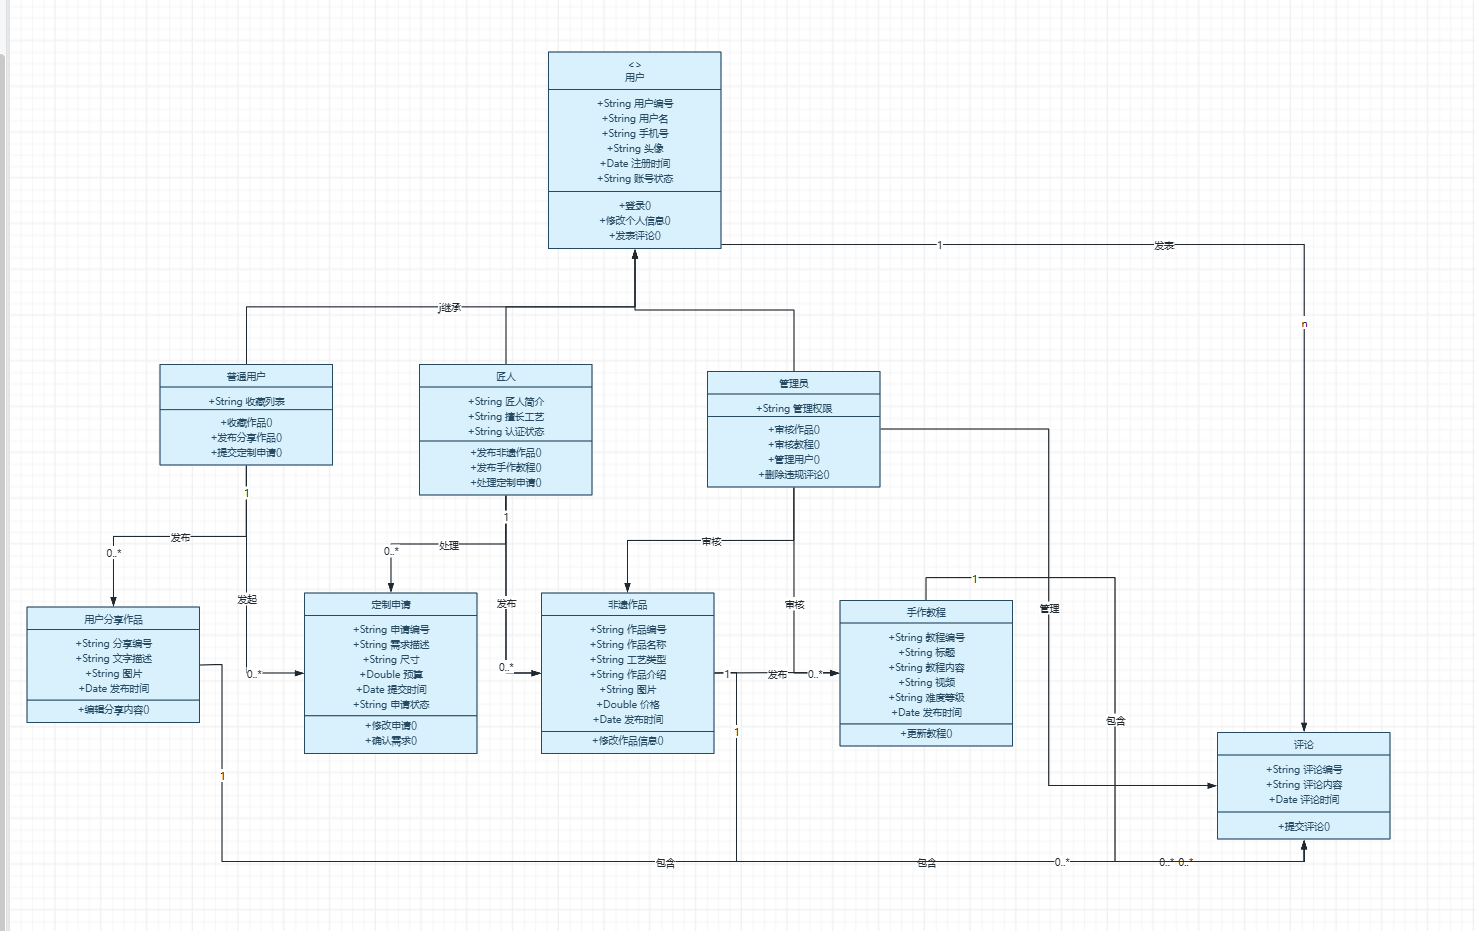 <>
用户
+String 用户编号
+String 用户名
+String 手机号
+String 头像
+Date 注册时间
+String 账号状态
+登录()
+修改个人信息()
+发表评论()
1
发表
n
j继承
普通用户
+String 收藏列表
+收藏作品()
+发布分享作品()
+提交定制申请()
匠人
+String 匠人简介
+String 擅长工艺
+String 认证状态
+发布非遗作品()
+发布手作教程()
+处理定制申请()
管理员
+String 管理权限
+审核作品()
+审核教程()
+管理用户()
+删除违规评论()
1
发布
0..*
发起
0..*
1
处理
0..*
发布
0..*
审核
审核
管理
用户分享作品
+String 分享编号
+String 文字描述
+String 图片
+Date 发布时间
+编辑分享内容()
定制申请
+String 申请编号
+String 需求描述
+String 尺寸
+Double 预算
+Date 提交时间
+String 申请状态
+修改申请()
+确认需求()
非遗作品
+String 作品编号
+String 作品名称
+String 工艺类型
+String 作品介绍
+String 图片
+Double 价格
+Date 发布时间
+修改作品信息()
1
发布
0..*
手作教程
+String 教程编号
+String 标题
+String 教程内容
+String 视频
+String 难度等级
+Date 发布时间
+更新教程()
1
包含
1
1
评论
+String 评论编号
+String 评论内容
+Date 评论时间
+提交评论()
包含
包含
0..*
0..*
0..*